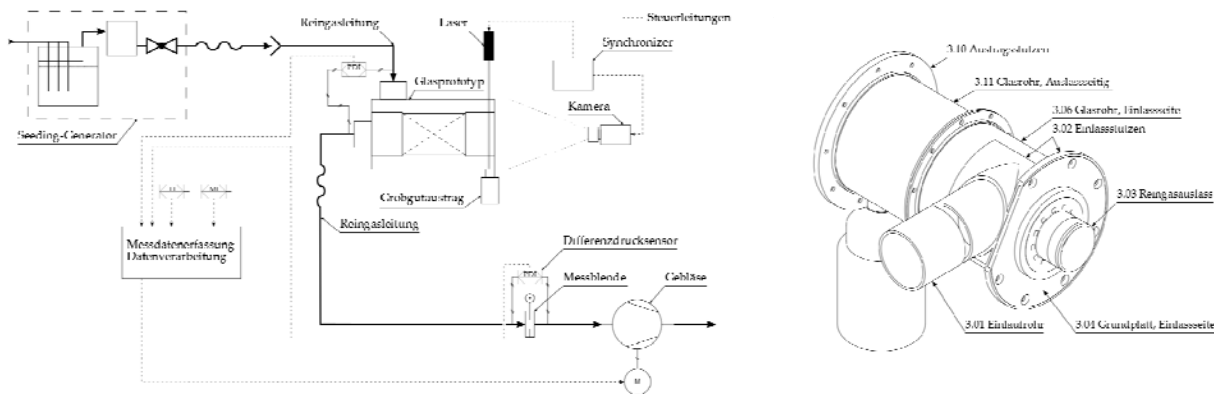 Reingasleitung
Laser
Steuerleitungen
Synchronizer
Glasprototyp
Kamera
Seeding-Generator
Grobgutaustrag
Reingasleitung
Messdatenerfassung
Datenverarbeitung
Differenzdrucksensor
Messblende
Gebläse
M
3.10 Austragsstutzen
3.11 Glasrohr, Auslassseitig
3.06 Glasrohr, Einlassseite
3.02 Einlassstutzen
3.03 Reingasauslass
3.01 Einlaufrohr
3.04 Grundplatt, Einlassseite